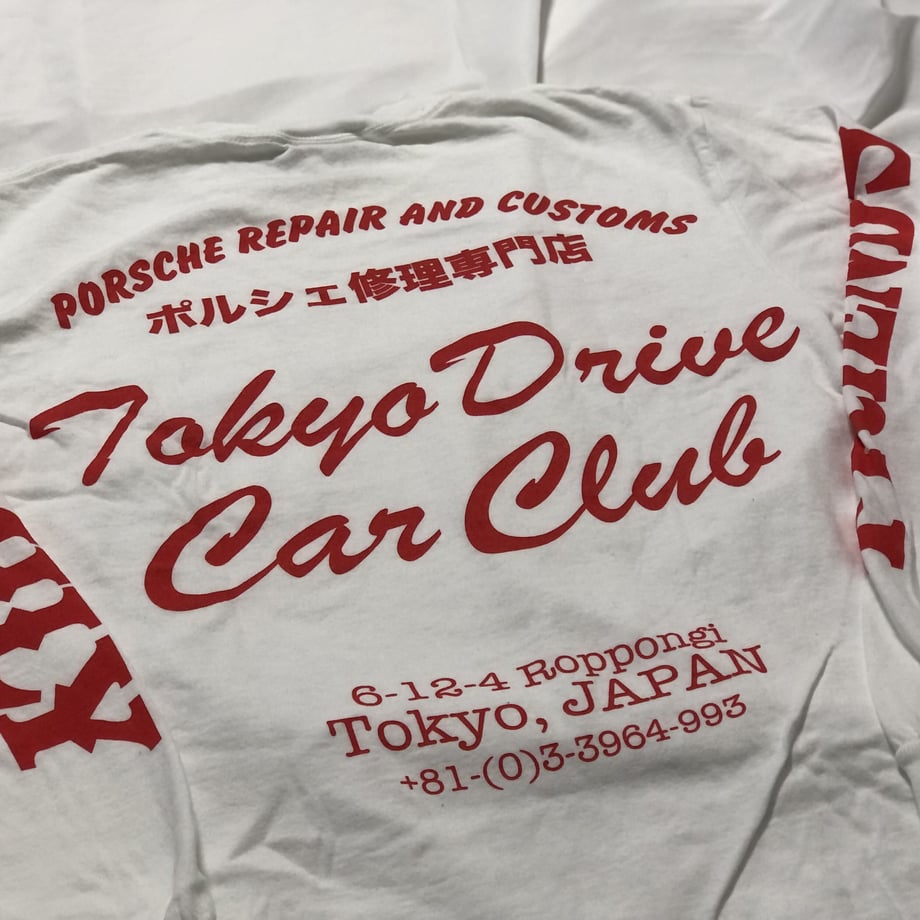 PORSCHE REPAIR AND CUSTOMS
ポルシェ修理専門店
Tokyo Drive
Car Club
6-12-4 Roppongi
Tokyo, JAPAN
+81-(0)3-3964-993